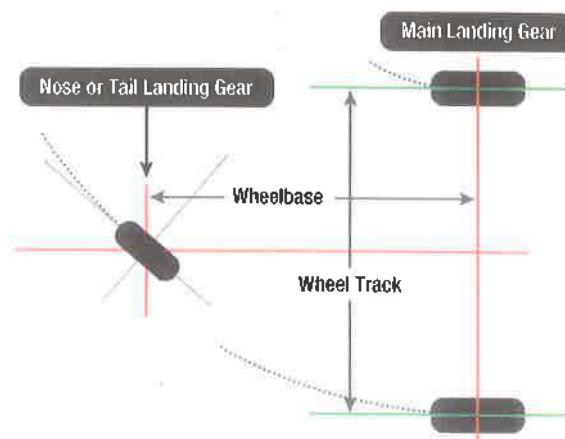 Main Landing Gear
Nose or Tail Landing Gear
Wheelbase
Wheel Track